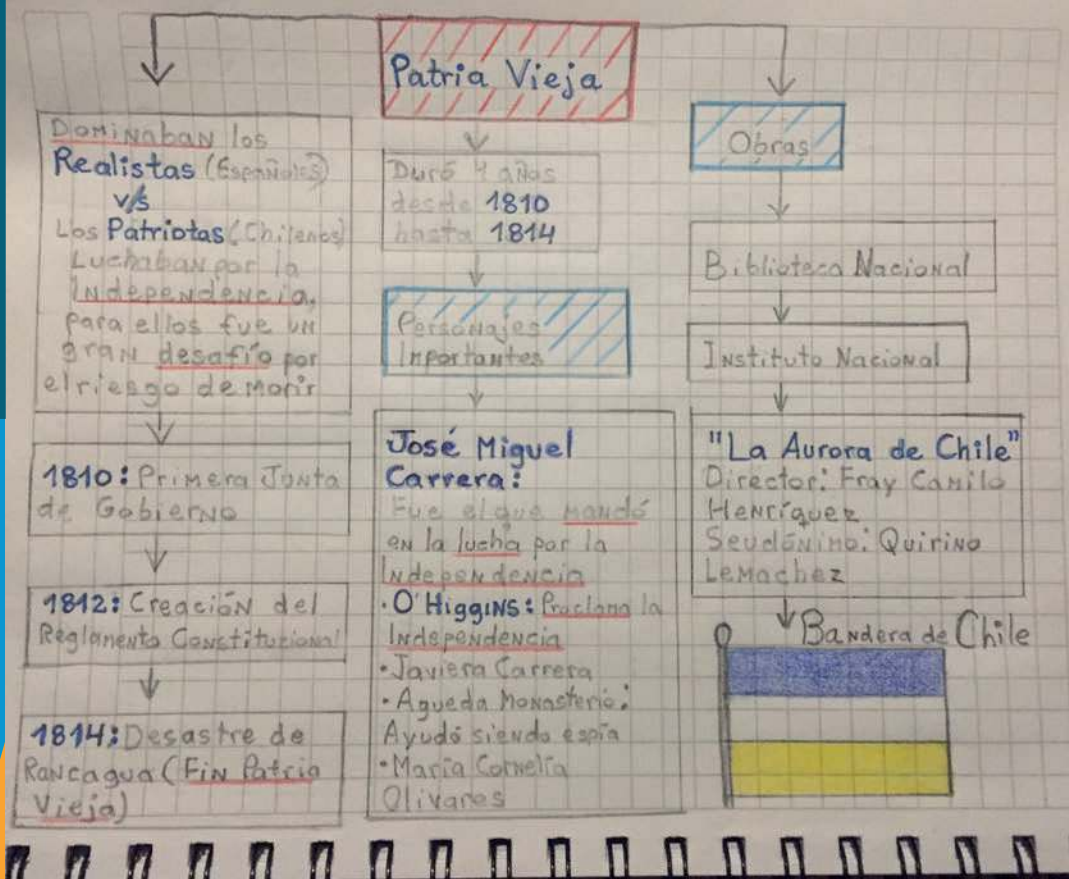 Patria Vieja
Dominaban los
Realistas (Españoles)
v/s
Los Patriotas (Chilenos)
Luchaban por la
Independencia,
para ellos fue un
gran desafío por
el riesgo de morir
1810: Primera Junta
de Gobierno
1812: Creación del
Reglamento Constitucional
1814: Desastre de
Rancagua (Fin Patria
Vieja)
Duró 4 años
desde 1810
hasta 1814
Personajes
Importantes
José Miguel
Carrera:
Fue el que mandó
en la lucha por la
Independencia
• O'Higgins: Proclama la
Independencia
• Javiera Carrera
• Agueda Monasterio:
Ayudó siendo espía
• María Cornelia
Olivares
Obras
Biblioteca Nacional
Instituto Nacional
"La Aurora de Chile"
Director: Fray Camilo
Henríquez
Seudónimo: Quirino
Lemachez
Bandera de Chile